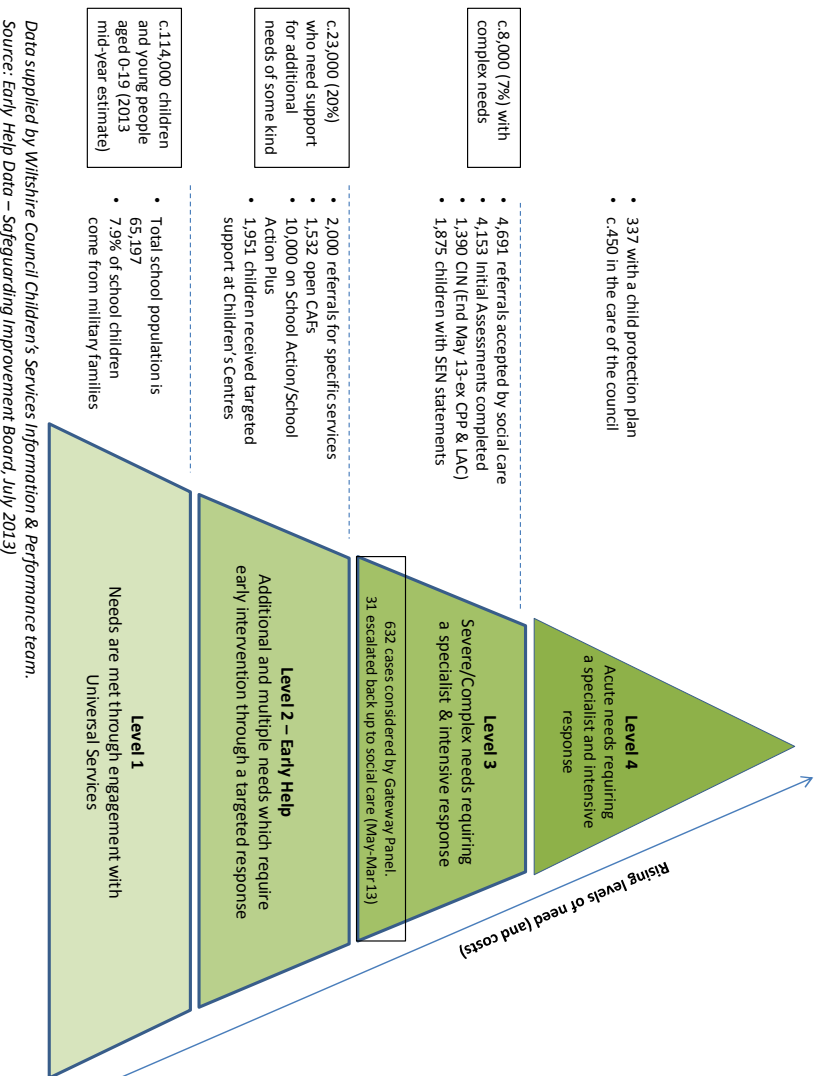 c.8,000 (7%) with
complex needs
c.23,000 (20%)
who need support
for additional
needs of some kind
c.114,000 children
and young people
aged 0-19 (2013
mid-year estimate)
• 337 with a child protection plan
• c.450 in the care of the council
• 4,691 referrals accepted by social care
• 4,153 Initial Assessments completed
• 1,390 CIN (End May 13-ex CPP & LAC)
• 1,875 children with SEN statements
• 2,000 referrals for specific services
• 1,532 open CAFs
• 10,000 on School Action/School
Action Plus
• 1,951 children received targeted
support at Children's Centres
• Total school population is
65,197
• 7.9% of school children
come from military families
Level 4
Acute needs requiring
a specialist and intensive
response
Level 3
Severe/Complex needs requiring
a specialist & intensive response
632 cases considered by Gateway Panel.
31 escalated back up to social care (May-Mar 13)
Level 2 – Early Help
Additional and multiple needs which require
early intervention through a targeted response
Level 1
Needs are met through engagement with
Universal Services
Rising levels of need (and costs)
Data supplied by Wiltshire Council Children's Services Information & Performance team.
Source: Early Help Data – Safeguarding Improvement Board, July 2013)